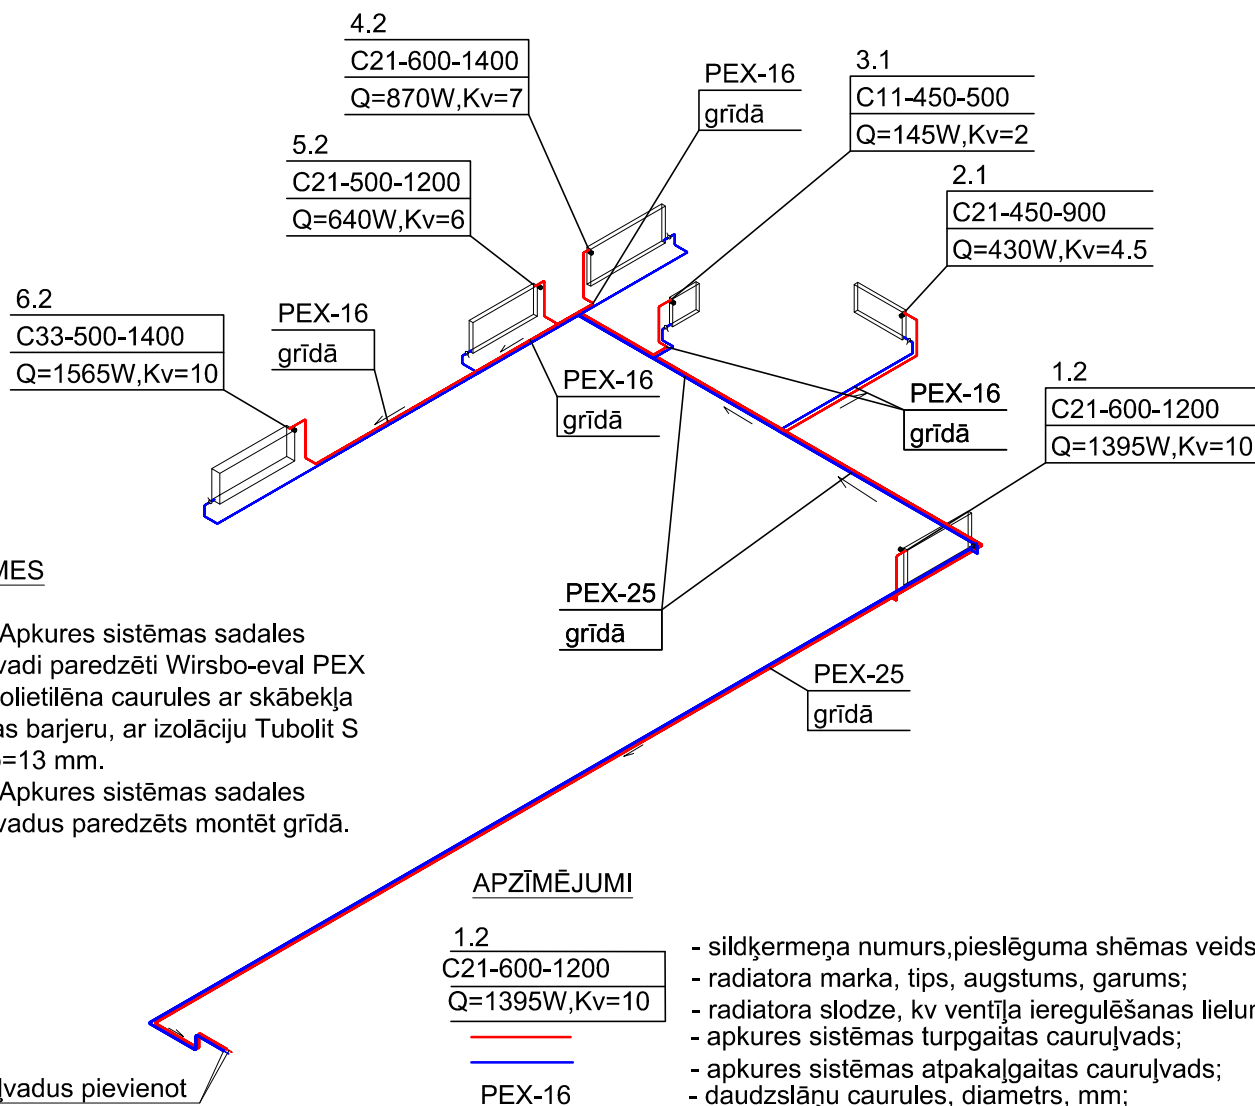 4.2
C21-600-1400
Q=870W,Kv=7
PEX-16
grīdā
3.1
C11-450-500
Q=145W,Kv=2
5.2
C21-500-1200
Q=640W,Kv=6
2.1
C21-450-900
Q=430W,Kv=4.5
6.2
C33-500-1400
Q=1565W,Kv=10
PEX-16
grīdā
PEX-16
grīdā
PEX-16
grīdā
1.2
C21-600-1200
Q=1395W,Kv=10
PEX-25
grīdā
PEX-25
grīdā
MES
Apkures sistēmas sadales
vadi paredzēti Wirsbo-eval PEX
olietilēna caurules ar skābekļa
as barjeru, ar izolāciju Tubolit S
=13 mm.
Apkures sistēmas sadales
vadus paredzēts montēt grīdā.
ļvadus pievienot
APZĪMĒJUMI
1.2
C21-600-1200
Q=1395W,Kv=10
PEX-16
- sildķermeņa numurs,pieslēguma shēmas veids
- radiatora marka, tips, augstums, garums;
- radiatora slodze, kv ventīļa ieregulēšanas lielum
- apkures sistēmas turpgaitas cauruļvads;
- apkures sistēmas atpakaļgaitas cauruļvads;
- daudzslāņu caurules, diametrs, mm;